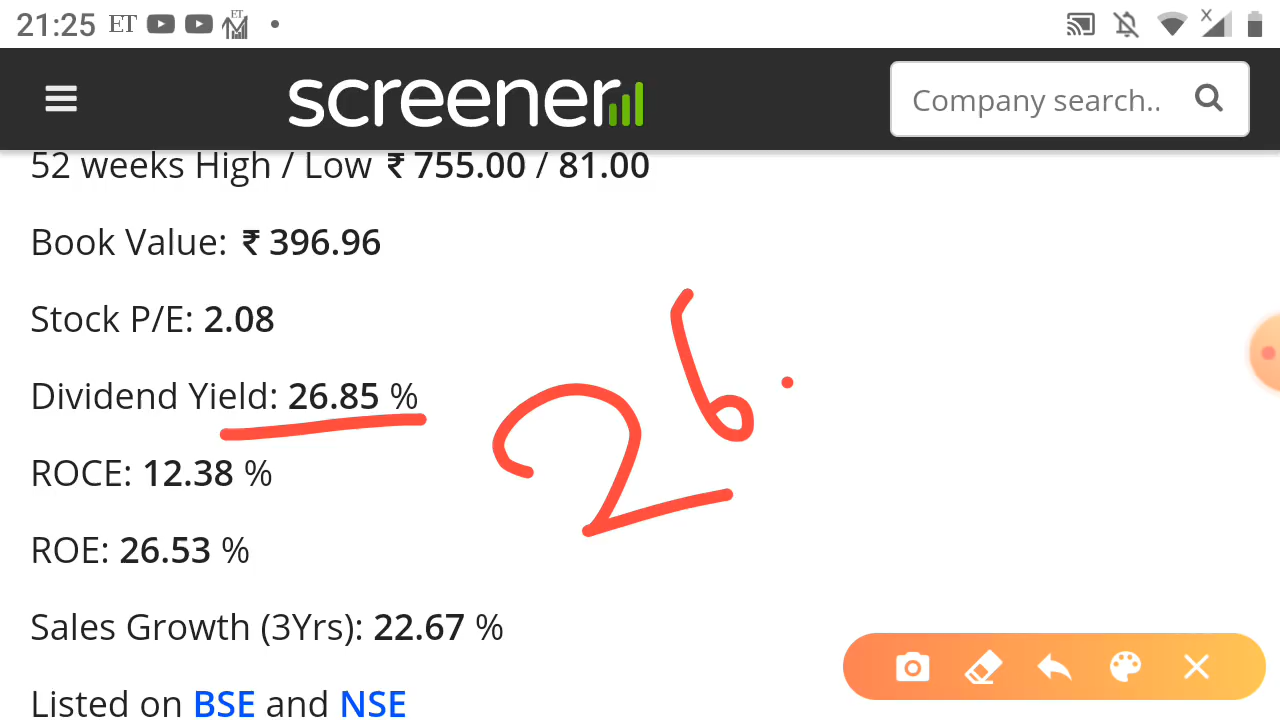 21:25 ET ET
screener Company search..
52 weeks High / Low ₹ 755.00 / 81.00
Book Value: ₹ 396.96
Stock P/E: 2.08
Dividend Yield: 26.85 %
26.
ROCE: 12.38 %
ROE: 26.53 %
Sales Growth (3Yrs): 22.67 %
Listed on BSE and NSE